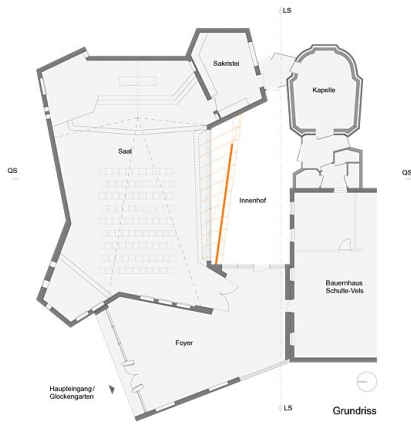 LS
Sakristei
Kapelle
Saal
QS
QS
Innenhof
Bauernhaus
Schulte-Vels
Foyer
Haupteingang/
Glockengarten
LS
Grundriss